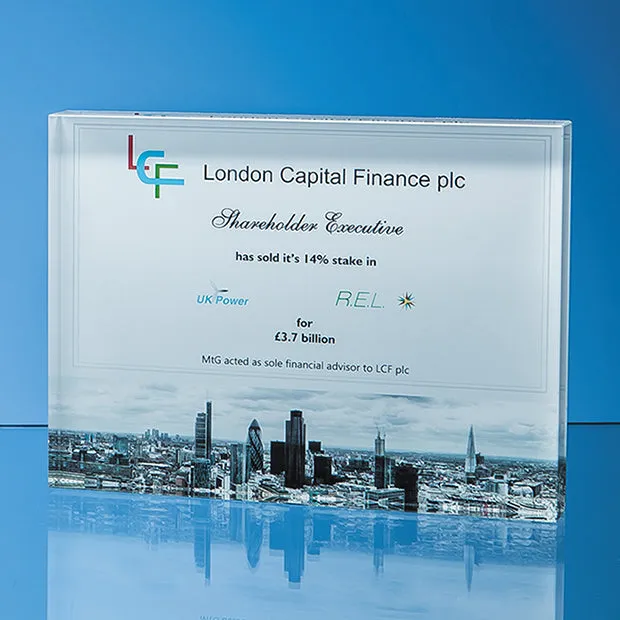 LCF
London Capital Finance plc
Shareholder Executive
has sold it's 14% stake in
UK Power
R.E.L.
for
£3.7 billion
MtG acted as sole financial advisor to LCF plc